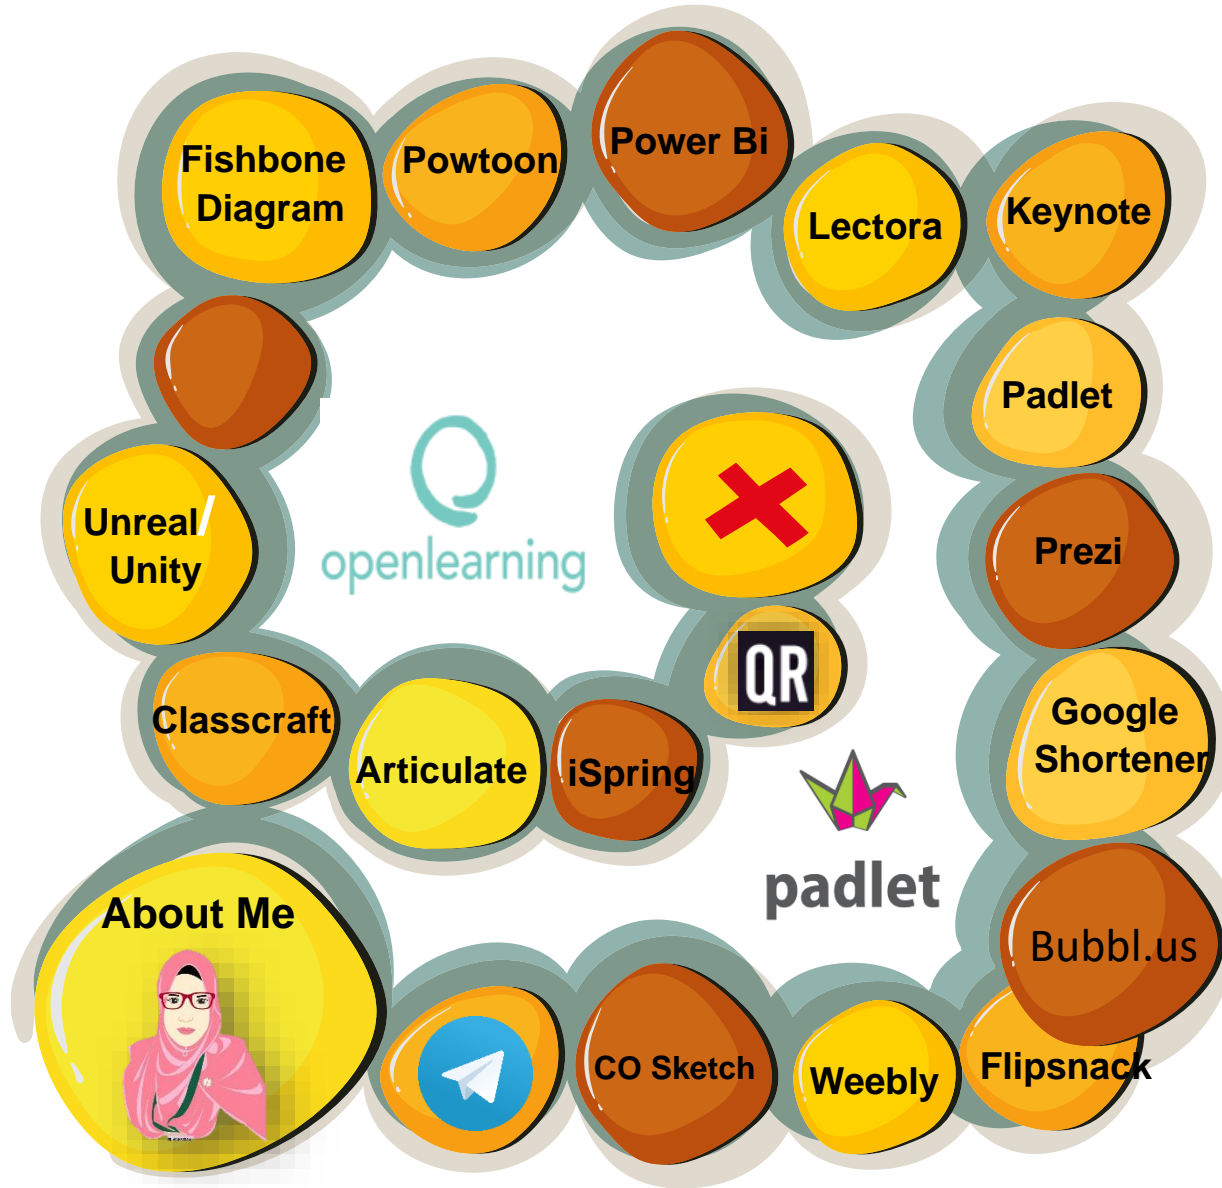 Fishbone
Diagram
Powtoon
Power Bi
Lectora
Keynote
Padlet
Prezi
Google
Shortener
Bubbl.us
Flipsnack
Weebly
CO Sketch
About Me
Classcraft
Unreal/
Unity
Articulate
iSpring
QR
openlearning
padlet